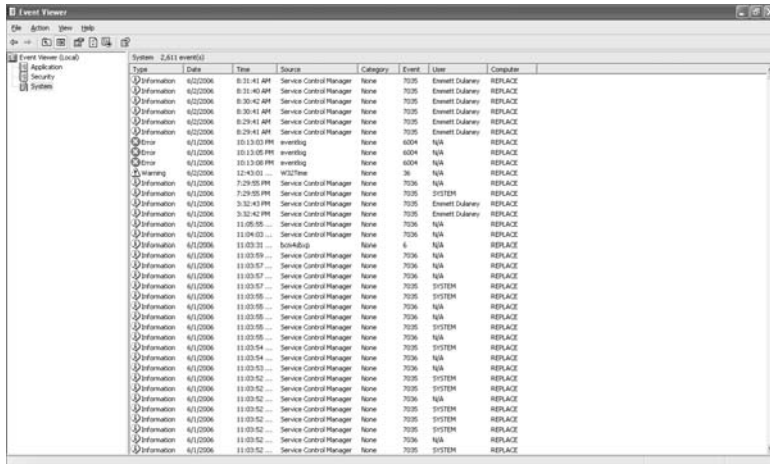 Event Viewer
File Action View Help
Event Viewer (Local)
Application
Security
System
System 2,611 event(s)
Type Date Time Source Category Event User Computer
Information 6/2/2006 8:31:41 AM Service Control Manager None 7035 Emmett Dulaney REPLACE
Information 6/2/2006 8:31:40 AM Service Control Manager None 7035 Emmett Dulaney REPLACE
Information 6/2/2006 8:30:42 AM Service Control Manager None 7035 Emmett Dulaney REPLACE
Information 6/2/2006 8:30:41 AM Service Control Manager None 7035 Emmett Dulaney REPLACE
Information 6/2/2006 8:29:41 AM Service Control Manager None 7035 Emmett Dulaney REPLACE
Information 6/2/2006 8:29:41 AM Service Control Manager None 7035 Emmett Dulaney REPLACE
Error 6/1/2006 10:13:03 PM eventlog None 6004 N/A REPLACE
Error 6/1/2006 10:13:05 PM eventlog None 6004 N/A REPLACE
Error 6/1/2006 10:13:08 PM eventlog None 6004 N/A REPLACE
Warning 6/2/2006 12:43:01 ... W32Time None 36 N/A REPLACE
Information 6/1/2006 7:29:55 PM Service Control Manager None 7036 N/A REPLACE
Information 6/1/2006 7:29:55 PM Service Control Manager None 7035 SYSTEM REPLACE
Information 6/1/2006 3:32:43 PM Service Control Manager None 7035 Emmett Dulaney REPLACE
Information 6/1/2006 3:32:42 PM Service Control Manager None 7035 Emmett Dulaney REPLACE
Information 6/1/2006 11:05:55 ... Service Control Manager None 7036 N/A REPLACE
Information 6/1/2006 11:04:03 ... Service Control Manager None 7036 N/A REPLACE
Information 6/1/2006 11:03:31 ... None 6 N/A REPLACE
Information 6/1/2006 11:03:59 ... Service Control Manager None 7036 N/A REPLACE
Information 6/1/2006 11:03:57 ... Service Control Manager None 7036 N/A REPLACE
Information 6/1/2006 11:03:57 ... Service Control Manager None 7036 N/A REPLACE
Information 6/1/2006 11:03:57 ... Service Control Manager None 7035 SYSTEM REPLACE
Information 6/1/2006 11:03:55 ... Service Control Manager None 7035 SYSTEM REPLACE
Information 6/1/2006 11:03:55 ... Service Control Manager None 7036 N/A REPLACE
Information 6/1/2006 11:03:55 ... Service Control Manager None 7035 SYSTEM REPLACE
Information 6/1/2006 11:03:55 ... Service Control Manager None 7036 N/A REPLACE
Information 6/1/2006 11:03:54 ... Service Control Manager None 7035 SYSTEM REPLACE
Information 6/1/2006 11:03:54 ... Service Control Manager None 7036 N/A REPLACE
Information 6/1/2006 11:03:53 ... Service Control Manager None 7036 N/A REPLACE
Information 6/1/2006 11:03:52 ... Service Control Manager None 7035 SYSTEM REPLACE
Information 6/1/2006 11:03:52 ... Service Control Manager None 7035 SYSTEM REPLACE
Information 6/1/2006 11:03:52 ... Service Control Manager None 7036 N/A REPLACE
Information 6/1/2006 11:03:52 ... Service Control Manager None 7035 SYSTEM REPLACE
Information 6/1/2006 11:03:52 ... Service Control Manager None 7036 N/A REPLACE
Information 6/1/2006 11:03:52 ... Service Control Manager None 7036 N/A REPLACE
Information 6/1/2006 11:03:52 ... Service Control Manager None 7035 SYSTEM REPLACE